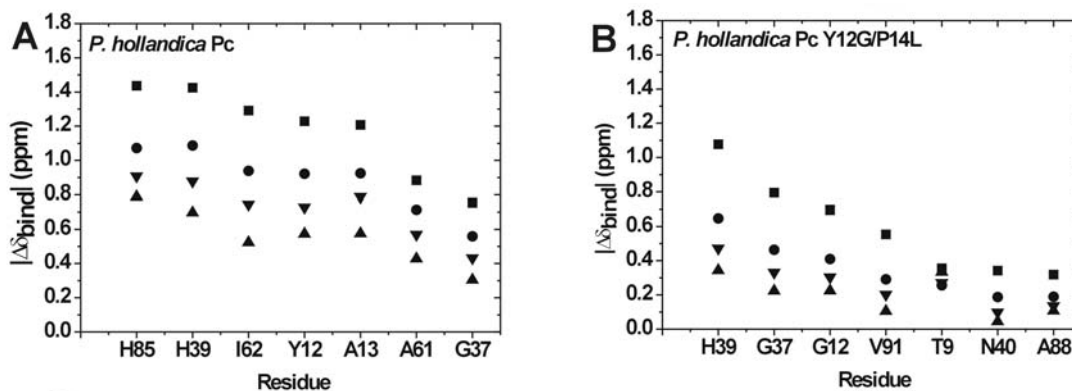 A
P. hollandica Pc
|Δδbind| (ppm)
1.8
1.6
1.4
1.2
1.0
0.8
0.6
0.4
0.2
0.0
H85 H39 I62 Y12 A13 A61 G37
Residue
B
P. hollandica Pc Y12G/P14L
|Δδbind| (ppm)
1.8
1.6
1.4
1.2
1.0
0.8
0.6
0.4
0.2
0.0
H39 G37 G12 V91 T9 N40 A88
Residue